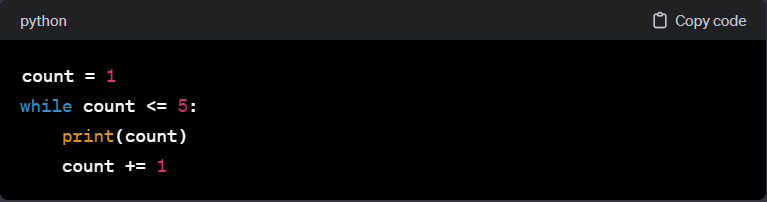 python
Copy code
count = 1
while count <= 5:
    print(count)
    count += 1